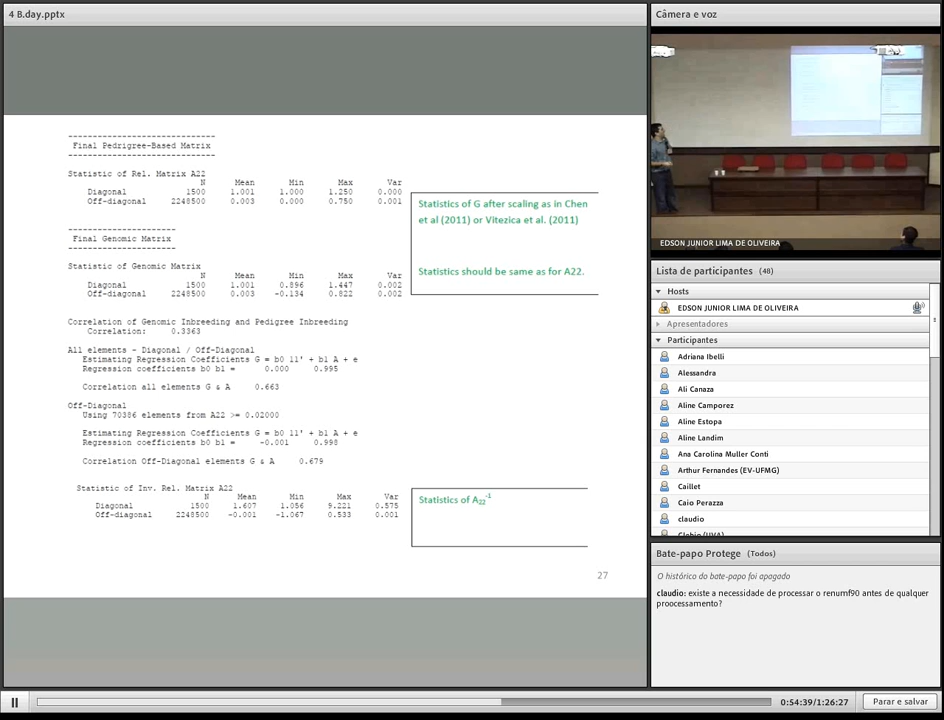 4 B.day.pptx
------------------------------
Final Pedrigree-Based Matrix
------------------------------
Statistic of Rel. Matrix A22
N Mean Min Max Var
Diagonal 1500 1.001 1.000 1.250 0.000
Off-diagonal 2248500 0.003 0.000 0.750 0.001
----------------------
Final Genomic Matrix
----------------------
Statistic of Genomic Matrix
N Mean Min Max Var
Diagonal 1500 1.001 0.896 1.447 0.002
Off-diagonal 2248500 0.003 -0.134 0.822 0.002
Statistics of G after scaling as in Chen
et al (2011) or Vitezica et al. (2011)
Statistics should be same as for A22.
Correlation of Genomic Inbreeding and Pedigree Inbreeding
Correlation: 0.3363
All elements - Diagonal / Off-Diagonal
Estimating Regression Coefficients G = b0 11' + b1 A + e
Regression coefficients b0 b1 = 0.000 0.995
Correlation all elements G & A 0.663
Off-Diagonal
Using 70386 elements from A22 >= 0.02000
Estimating Regression Coefficients G = b0 11' + b1 A + e
Regression coefficients b0 b1 = -0.001 0.998
Correlation Off-Diagonal elements G & A 0.679
Statistic of Inv. Rel. Matrix A22
N Mean Min Max Var
Diagonal 1500 1.607 1.056 9.221 0.575
Off-diagonal 2248500 -0.001 -1.067 0.533 0.001
Statistics of A22-1
27
Câmera e voz
EDSON JUNIOR LIMA DE OLIVEIRA
Lista de participantes (48)
Hosts
EDSON JUNIOR LIMA DE OLIVEIRA
Apresentadores
Participantes
Adriana Ibelli
Alessandra
Ali Canaza
Aline Camporez
Aline Estopa
Aline Landim
Ana Carolina Muller Conti
Arthur Fernandes (EV-UFMG)
Caillet
Caio Perazza
claudio
Bate-papo Protege (Todos)
O histórico do bate-papo foi apagado
claudio: existe a necessidade de processar o renumf90 antes de qualquer
proocessamento?
0:54:39/1:26:27
Parar e salvar